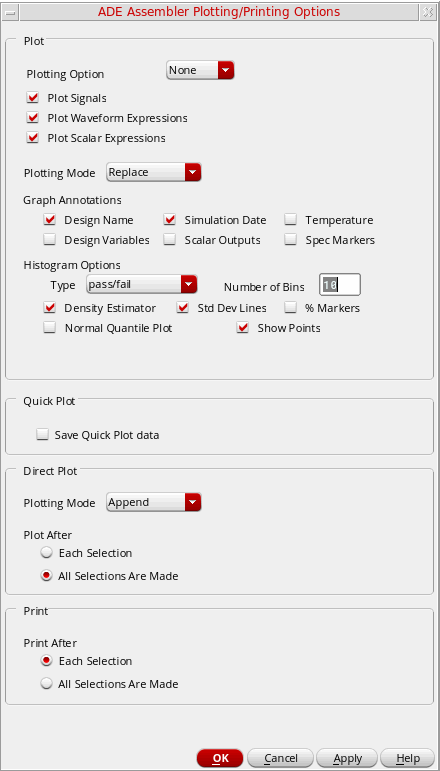 ADE Assembler Plotting/Printing Options
Plot
Plotting Option None
Plot Signals
Plot Waveform Expressions
Plot Scalar Expressions
Plotting Mode Replace
Graph Annotations
Design Name Simulation Date Temperature
Design Variables Scalar Outputs Spec Markers
Histogram Options
Type pass/fail Number of Bins 10
Density Estimator Std Dev Lines % Markers
Normal Quantile Plot Show Points
Quick Plot
Save Quick Plot data
Direct Plot
Plotting Mode Append
Plot After
Each Selection
All Selections Are Made
Print
Print After
Each Selection
All Selections Are Made
OK Cancel Apply Help